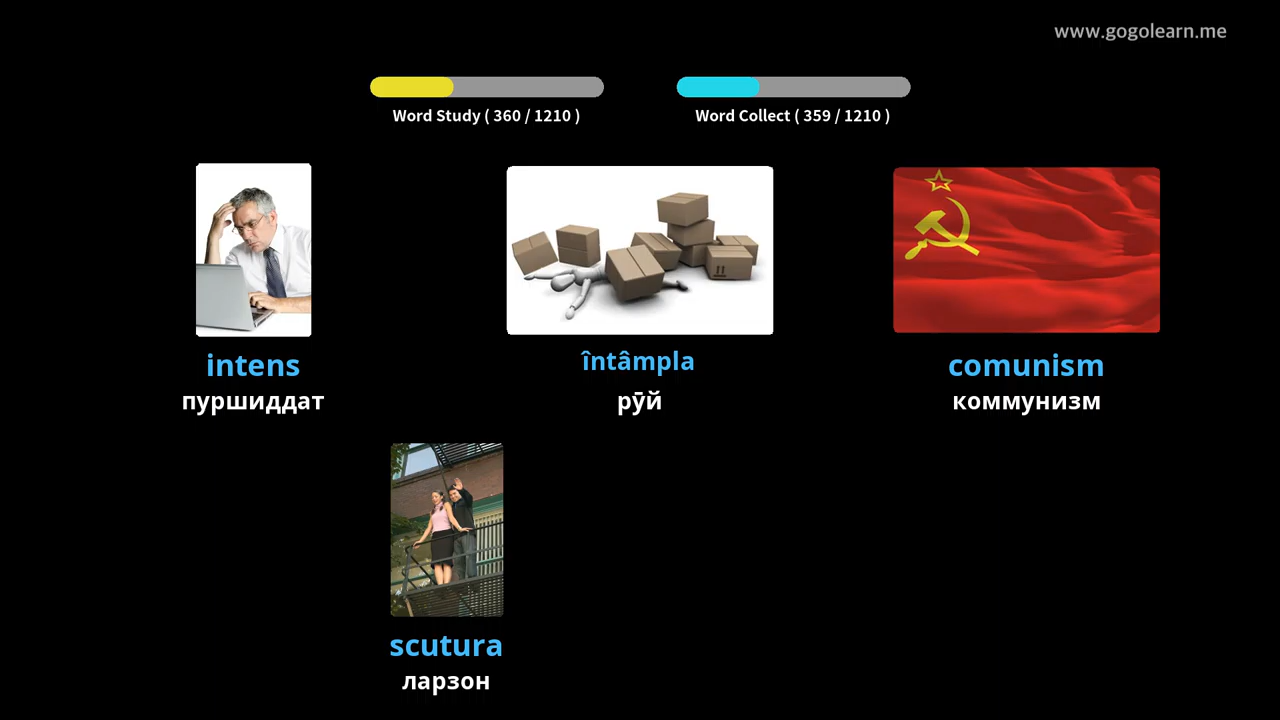 www.gogolearn.me
Word Study ( 360 / 1210 )
Word Collect ( 359 / 1210 )
intens
пуршиддат
întâmpla
рӯй
comunism
коммунизм
scutura
ларзон